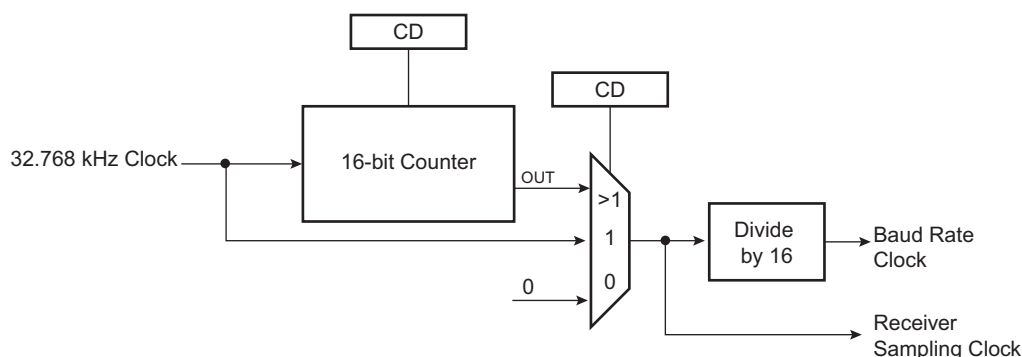 CD
CD
32.768 kHz Clock
16-bit Counter
OUT
>1
1
0
0
Divide
by 16
Baud Rate
Clock
Receiver
Sampling Clock